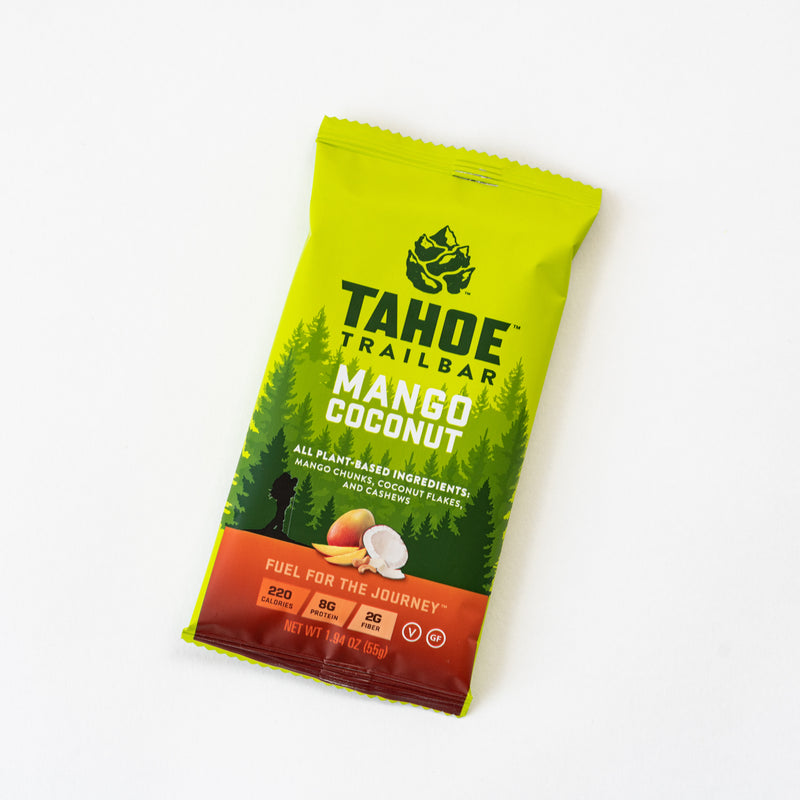 TAHOE™
TRAILBAR
MANGO
COCONUT
ALL PLANT-BASED INGREDIENTS:
MANGO CHUNKS, COCONUT FLAKES,
AND CASHEWS
FUEL FOR THE JOURNEY™
220 CALORIES 8G PROTEIN 2G FIBER
NET WT 1.94 OZ (55g) V GF